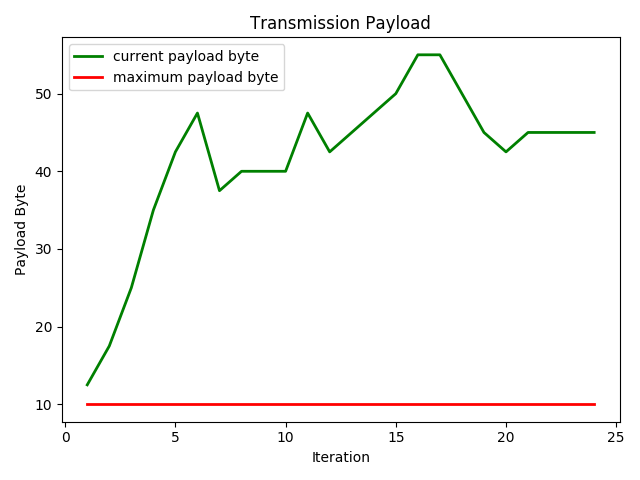 Transmission Payload
current payload byte
maximum payload byte
50
40
30
20
10
Payload Byte
0 5 10 15 20 25
Iteration